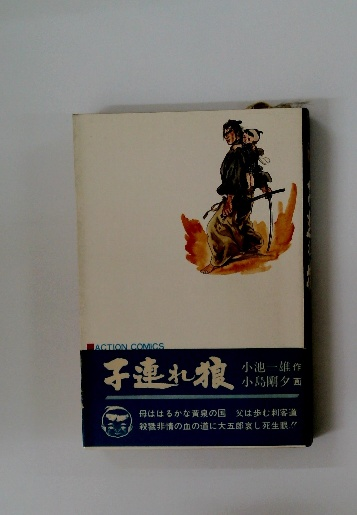 ACTION COMICS
子連れ狼
小池一雄作
小島剛夕画
母ははるかな黄泉の国 父は歩む刺客道
殺戮非情の血の道に大五郎哀し死生眼!!